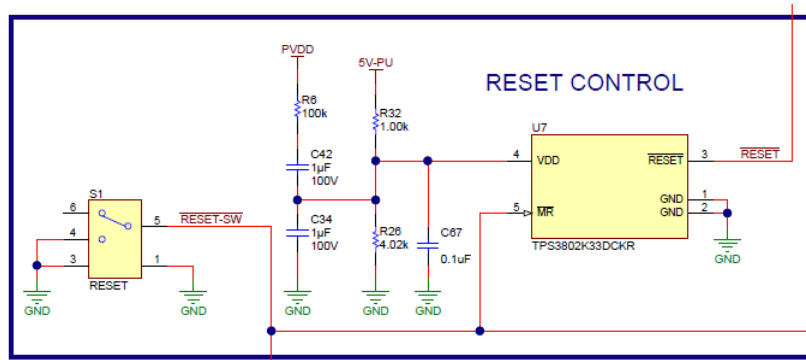 PVDD
5V-PU
RESET CONTROL
R6
100k
R32
1.00k
U7
C42
1µF
100V
4
VDD
RESET
3
RESET
S1
6
5
RESET-SW
4
3
1
RESET
C34
1µF
100V
R26
4.02k
C67
0.1uF
5
MR
GND
1
GND
2
TPS3802K33DCKR
GND
GND
GND
GND
GND
GND